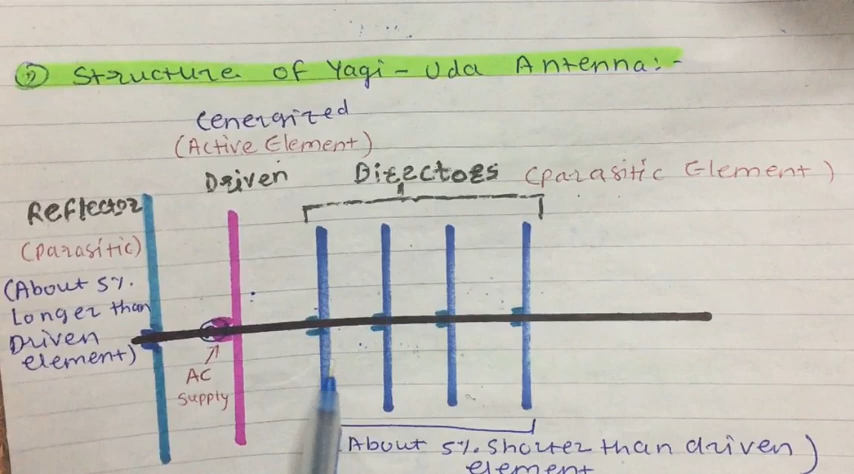 ② Structure of Yagi - Uda Antenna:-
(energized
(Active Element)
Driven
Directors (parasitic Element)
Reflector
(parasitic)
(About 5%.
Longer than
Driven
element)
AC
supply
(About 5%. Shorter than driven)
element